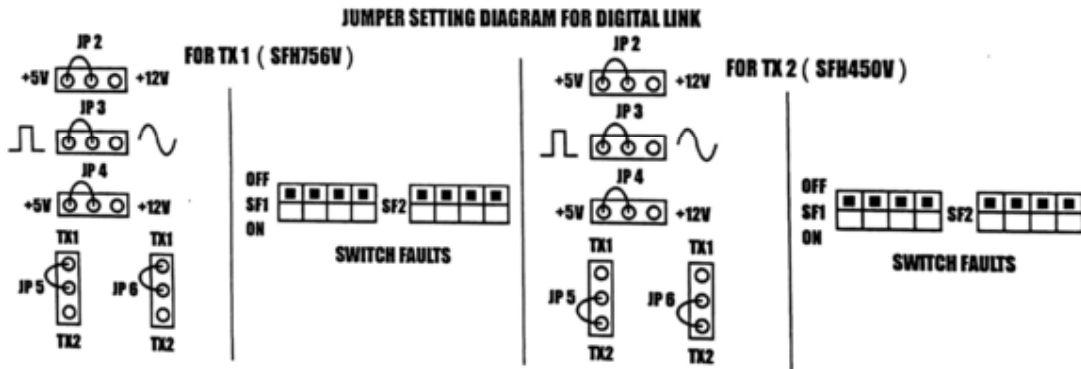 JUMPER SETTING DIAGRAM FOR DIGITAL LINK
FOR TX 1 ( SFH756V )
JP 2
+5V +12V
JP 3
JP 4
+5V +12V
TX1 TX1
JP 5 JP 6
TX2 TX2
OFF
SF1 SF2
ON
SWITCH FAULTS
FOR TX 2 ( SFH450V )
JP 2
+5V +12V
JP 3
JP 4
+5V +12V
TX1 TX1
JP 5 JP 6
TX2 TX2
OFF
SF1 SF2
ON
SWITCH FAULTS